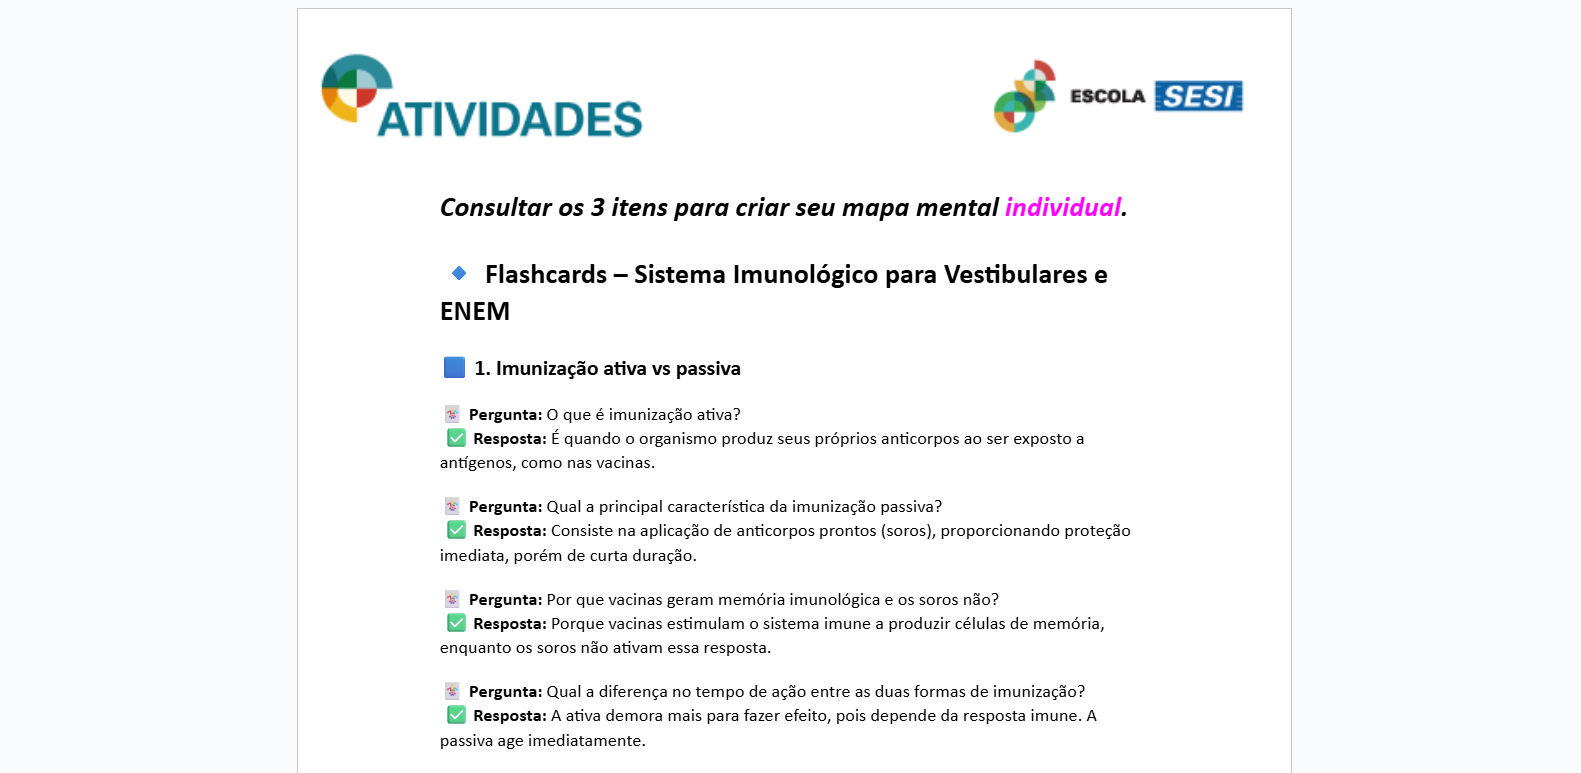 ATIVIDADES
ESCOLA SESI
Consultar os 3 itens para criar seu mapa mental individual.
Flashcards – Sistema Imunológico para Vestibulares e
ENEM
1. Imunização ativa vs passiva
Pergunta: O que é imunização ativa?
Resposta: É quando o organismo produz seus próprios anticorpos ao ser exposto a
antígenos, como nas vacinas.
Pergunta: Qual a principal característica da imunização passiva?
Resposta: Consiste na aplicação de anticorpos prontos (soros), proporcionando proteção
imediata, porém de curta duração.
Pergunta: Por que vacinas geram memória imunológica e os soros não?
Resposta: Porque vacinas estimulam o sistema imune a produzir células de memória,
enquanto os soros não ativam essa resposta.
Pergunta: Qual a diferença no tempo de ação entre as duas formas de imunização?
Resposta: A ativa demora mais para fazer efeito, pois depende da resposta imune. A
passiva age imediatamente.